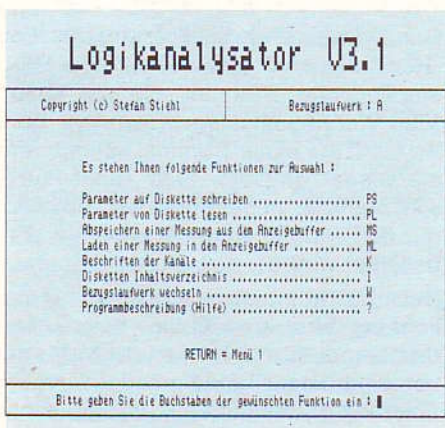 Logikanalysator V3.1
Copyright (c) Stefan Stiehl Bezugslaufwerk : A
Es stehen Ihnen folgende Funktionen zur Auswahl :
Parameter auf Diskette schreiben ..................... PS
Parameter von Diskette lesen ......................... PL
Abspeichern einer Messung aus dem Anzeigebuffer ...... MS
Laden einer Messung in den Anzeigebuffer ............. ML
Beschriften der Kanäle ............................... K
Disketten Inhaltsverzeichnis ......................... I
Bezugslaufwerk wechseln .............................. W
Programmbeschreibung (Hilfe) ......................... ?
RETURN = Menü 1
Bitte geben Sie die Buchstaben der gewünschten Funktion ein :